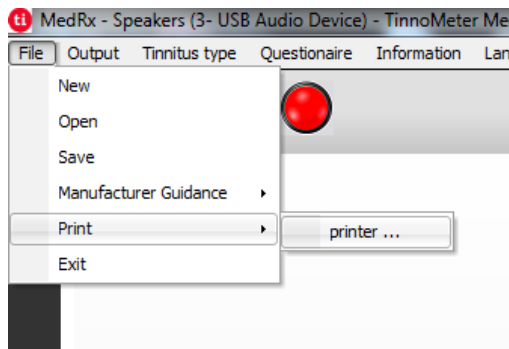 ti MedRx - Speakers (3- USB Audio Device) - TinnoMeter Me
File Output Tinnitus type Questionaire Information Lan
New
Open
Save
Manufacturer Guidance
Print
printer ...
Exit